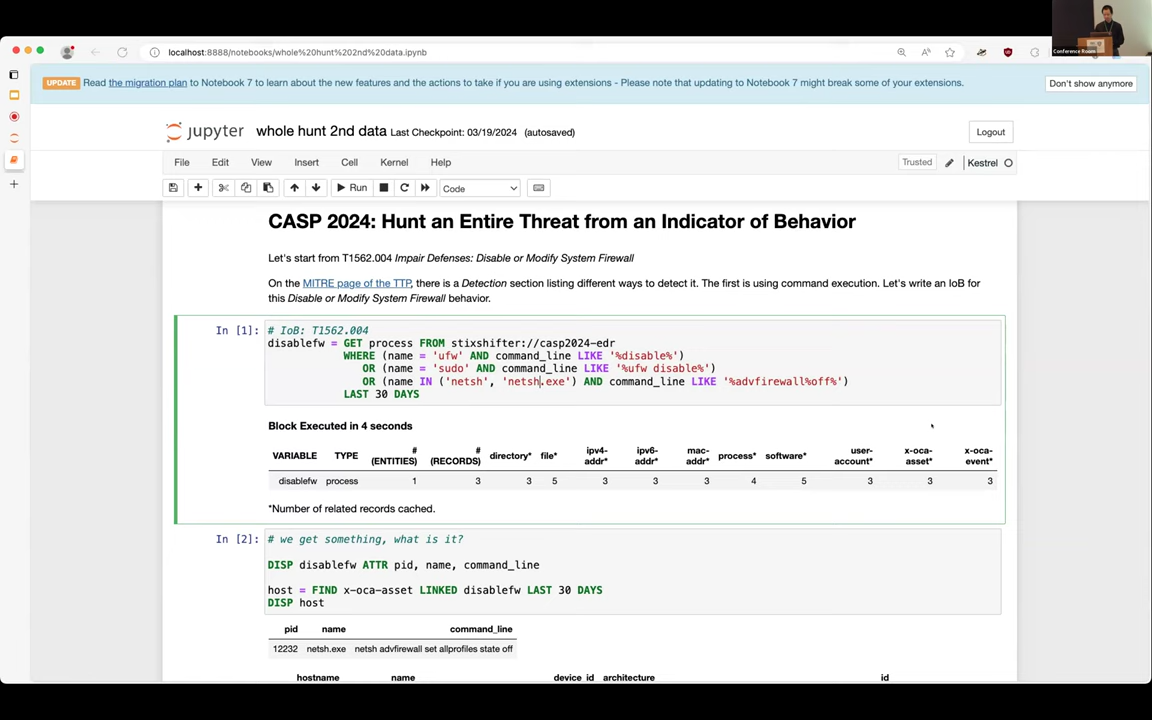 Conference Room
localhost:8888/notebooks/whole%20hunt%202nd%20data.ipynb
UPDATE Read the migration plan to Notebook 7 to learn about the new features and the actions to take if you are using extensions - Please note that updating to Notebook 7 might break some of your extensions.
Don't show anymore
jupyter whole hunt 2nd data Last Checkpoint: 03/19/2024 (autosaved)
Logout
File Edit View Insert Cell Kernel Help
Trusted Kestrel
Run Code
CASP 2024: Hunt an Entire Threat from an Indicator of Behavior
Let's start from T1562.004 Impair Defenses: Disable or Modify System Firewall
On the MITRE page of the TTP, there is a Detection section listing different ways to detect it. The first is using command execution. Let's write an IoB for
this Disable or Modify System Firewall behavior.
In [1]: # IoB: T1562.004
disablefw = GET process FROM stixshifter://casp2024-edr
WHERE (name = 'ufw' AND command_line LIKE '%disable%')
OR (name = 'sudo' AND command_line LIKE '%ufw disable%')
OR (name IN ('netsh', 'netsh.exe') AND command_line LIKE '%advfirewall%off%')
LAST 30 DAYS
Block Executed in 4 seconds
VARIABLE TYPE # (ENTITIES) # (RECORDS) directory* file* ipv4-addr* ipv6-addr* mac-addr* process* software* user-account* x-oca-asset* x-oca-event*
disablefw process 1 3 3 5 3 3 3 4 5 3 3 3
*Number of related records cached.
In [2]: # we get something, what is it?
DISP disablefw ATTR pid, name, command_line
host = FIND x-oca-asset LINKED disablefw LAST 30 DAYS
DISP host
pid name command_line
12232 netsh.exe netsh advfirewall set allprofiles state off
hostname name device_id architecture id